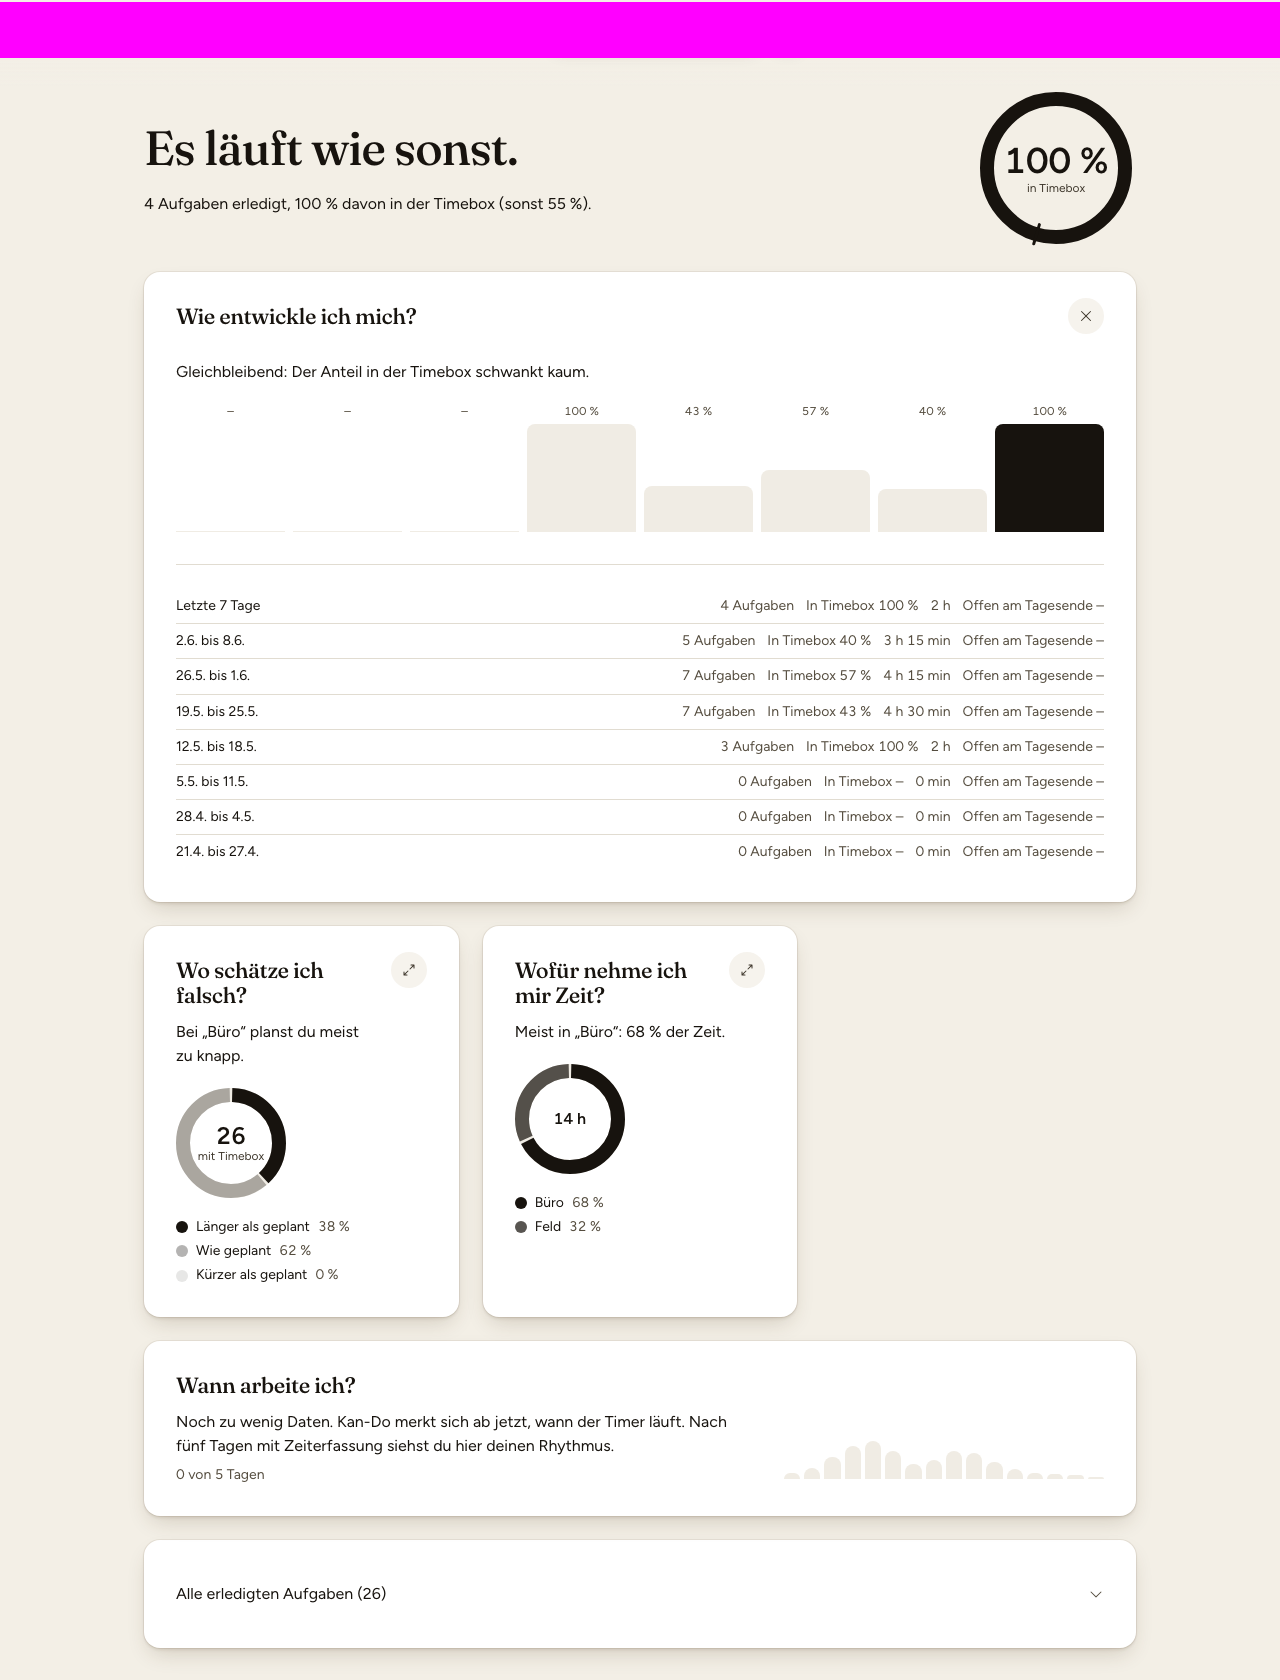 Es läuft wie sonst.
4 Aufgaben erledigt, 100 % davon in der Timebox (sonst 55 %).
100 %
in Timebox
Wie entwickle ich mich?
Gleichbleibend: Der Anteil in der Timebox schwankt kaum.
– – – 100 % 43 % 57 % 40 % 100 %
Letzte 7 Tage 4 Aufgaben In Timebox 100 % 2 h Offen am Tagesende –
2.6. bis 8.6. 5 Aufgaben In Timebox 40 % 3 h 15 min Offen am Tagesende –
26.5. bis 1.6. 7 Aufgaben In Timebox 57 % 4 h 15 min Offen am Tagesende –
19.5. bis 25.5. 7 Aufgaben In Timebox 43 % 4 h 30 min Offen am Tagesende –
12.5. bis 18.5. 3 Aufgaben In Timebox 100 % 2 h Offen am Tagesende –
5.5. bis 11.5. 0 Aufgaben In Timebox – 0 min Offen am Tagesende –
28.4. bis 4.5. 0 Aufgaben In Timebox – 0 min Offen am Tagesende –
21.4. bis 27.4. 0 Aufgaben In Timebox – 0 min Offen am Tagesende –
Wo schätze ich
falsch?
Bei „Büro“ planst du meist
zu knapp.
26
mit Timebox
Länger als geplant 38 %
Wie geplant 62 %
Kürzer als geplant 0 %
Wofür nehme ich
mir Zeit?
Meist in „Büro“: 68 % der Zeit.
14 h
Büro 68 %
Feld 32 %
Wann arbeite ich?
Noch zu wenig Daten. Kan-Do merkt sich ab jetzt, wann der Timer läuft. Nach
fünf Tagen mit Zeiterfassung siehst du hier deinen Rhythmus.
0 von 5 Tagen
Alle erledigten Aufgaben (26)